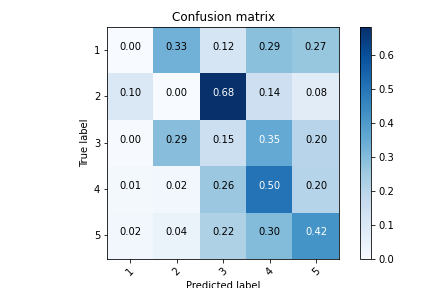 Confusion matrix
True label
1 0.00 0.33 0.12 0.29 0.27
2 0.10 0.00 0.68 0.14 0.08
3 0.00 0.29 0.15 0.35 0.20
4 0.01 0.02 0.26 0.50 0.20
5 0.02 0.04 0.22 0.30 0.42
1 2 3 4 5
Predicted label
0.6
0.5
0.4
0.3
0.2
0.1
0.0